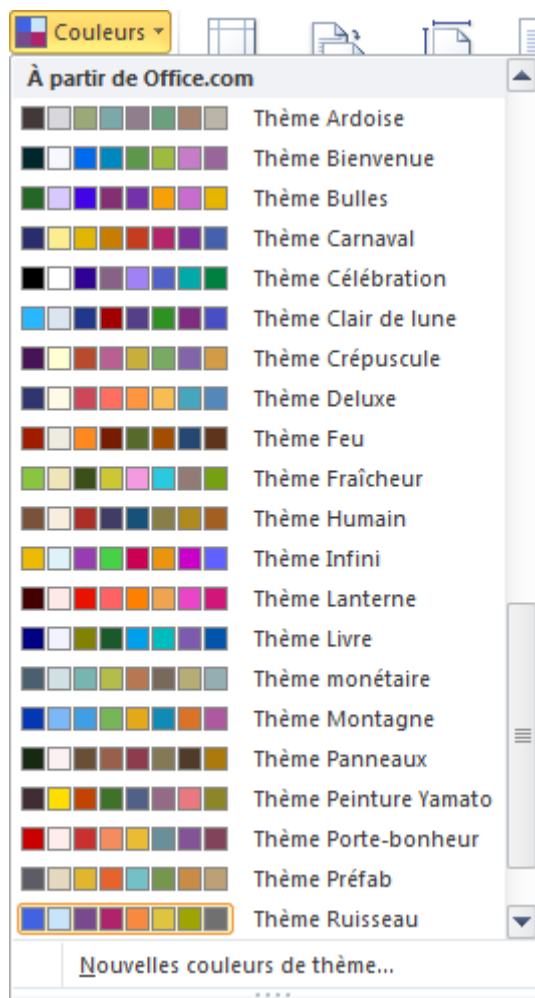 Couleurs
À partir de Office.com
Thème Ardoise
Thème Bienvenue
Thème Bulles
Thème Carnaval
Thème Célébration
Thème Clair de lune
Thème Crépuscule
Thème Deluxe
Thème Feu
Thème Fraîcheur
Thème Humain
Thème Infini
Thème Lanterne
Thème Livre
Thème monétaire
Thème Montagne
Thème Panneaux
Thème Peinture Yamato
Thème Porte-bonheur
Thème Préfab
Thème Ruisseau
Nouvelles couleurs de thème...